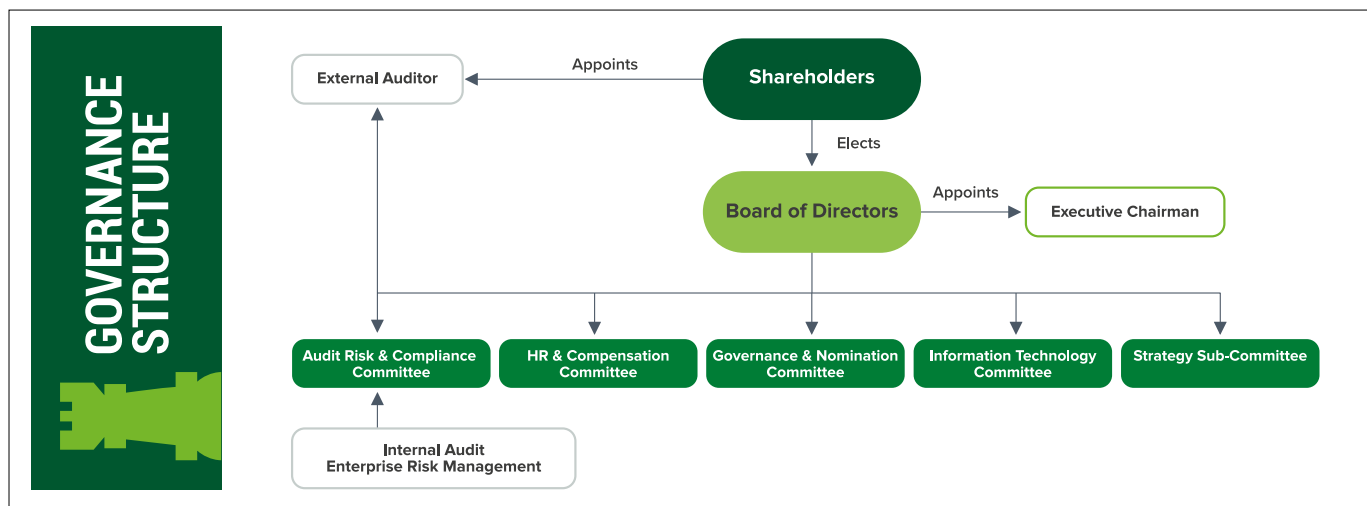 GOVERNANCE
STRUCTURE
External Auditor
Appoints
Shareholders
Elects
Board of Directors
Appoints
Executive Chairman
Audit Risk & Compliance
Committee
HR & Compensation
Committee
Governance & Nomination
Committee
Information Technology
Committee
Strategy Sub-Committee
Internal Audit
Enterprise Risk Management